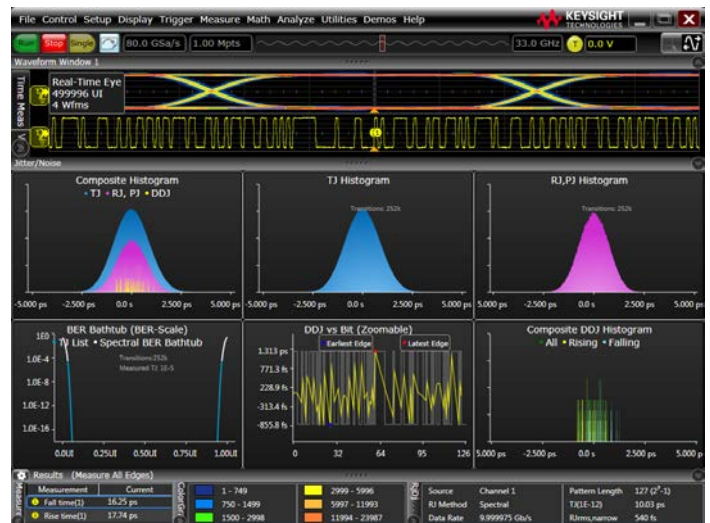 File Control Setup Display Trigger Measure Math Analyze Utilities Demos Help
KEYSIGHT
TECHNOLOGIES
Run Stop Single 80.0 GSa/s 1.00 Mpts 33.0 GHz T 0.0 V
Waveform Window 1
Time Meas
Real-Time Eye
499996 UI
4 Wfms
Jitter/Noise
Composite Histogram
TJ RJ, PJ DDJ
TJ Histogram
Transitions: 252k
RJ,PJ Histogram
Transitions: 252k
-5.000 ps -2.500 ps 0.0 s 2.500 ps 5.000 ps
-5.000 ps -2.500 ps 0.0 s 2.500 ps 5.000 ps
-5.000 ps -2.500 ps 0.0 s 2.500 ps 5.000 ps
BER Bathtub (BER-Scale)
TJ List Spectral BER Bathtub
Transitions:252k
Measured TJ: 1E-5
1E0
1.0E-4
1.0E-8
1.0E-12
1.0E-16
0.0UI 0.25UI 0.50UI 0.75UI 1.00UI
DDJ vs Bit (Zoomable)
Earliest Edge Latest Edge
1.313 ps
771.3 fs
228.9 fs
-313.4 fs
-855.8 fs
0 32 64 95 126
Composite DDJ Histogram
All Rising Falling
-5.000 ps -2.500 ps 0.0 s 2.500 ps 5.000 ps
Results (Measure All Edges)
Measurement Current
Fall time(1) 16.25 ps
Rise time(1) 17.74 ps
1 - 749 2999 - 5996
750 - 1499 5997 - 11993
1500 - 2998 11994 - 23987
Source Channel 1 Pattern Length 127 (2⁷-1)
RJ Method Spectral TJ(1E-12) 10.03 ps
Data Rate 9.999975 Gb/s RJrms,narrow 540 fs